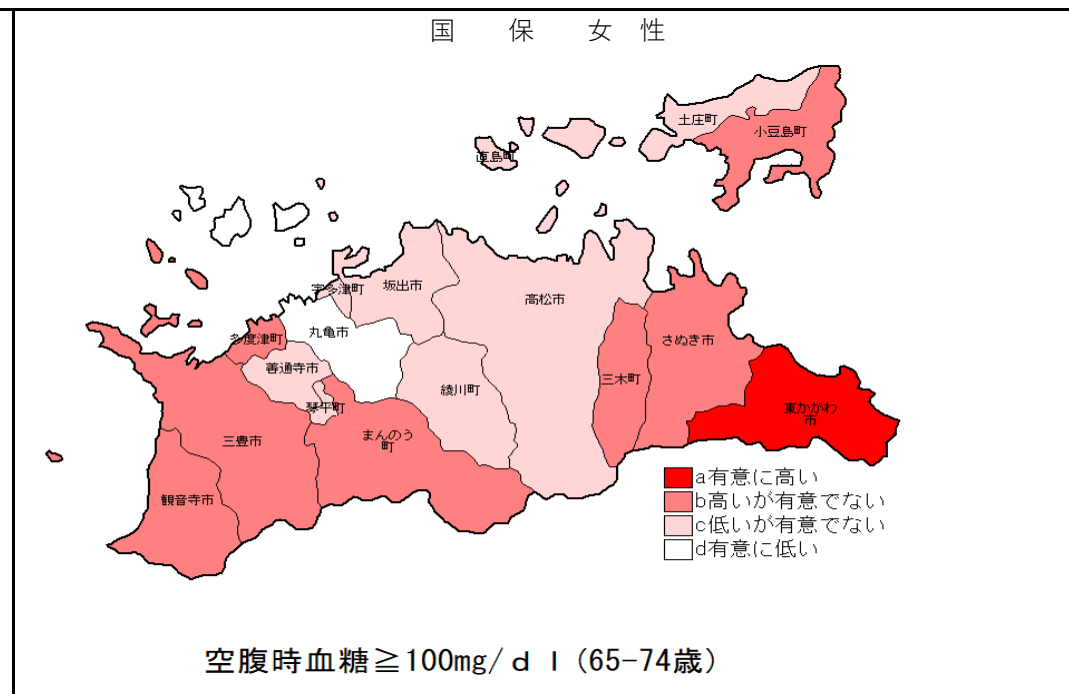 国 保 女 性
土庄町
小豆島町
直島町
宇多津町
坂出市
高松市
多度津町
丸亀市
さぬき市
善通寺市
綾川町
三木町
琴平町
東かがわ
市
まんのう
町
三豊市
観音寺市
a有意に高い
b高いが有意でない
c低いが有意でない
d有意に低い
空腹時血糖≧100mg/ｄｌ(65-74歳)